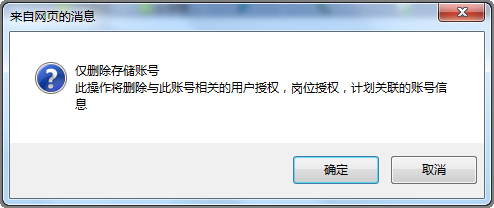 来自网页的消息
仅删除存储账号
此操作将删除与此账号相关的用户授权，岗位授权，计划关联的账号信
息
确定
取消